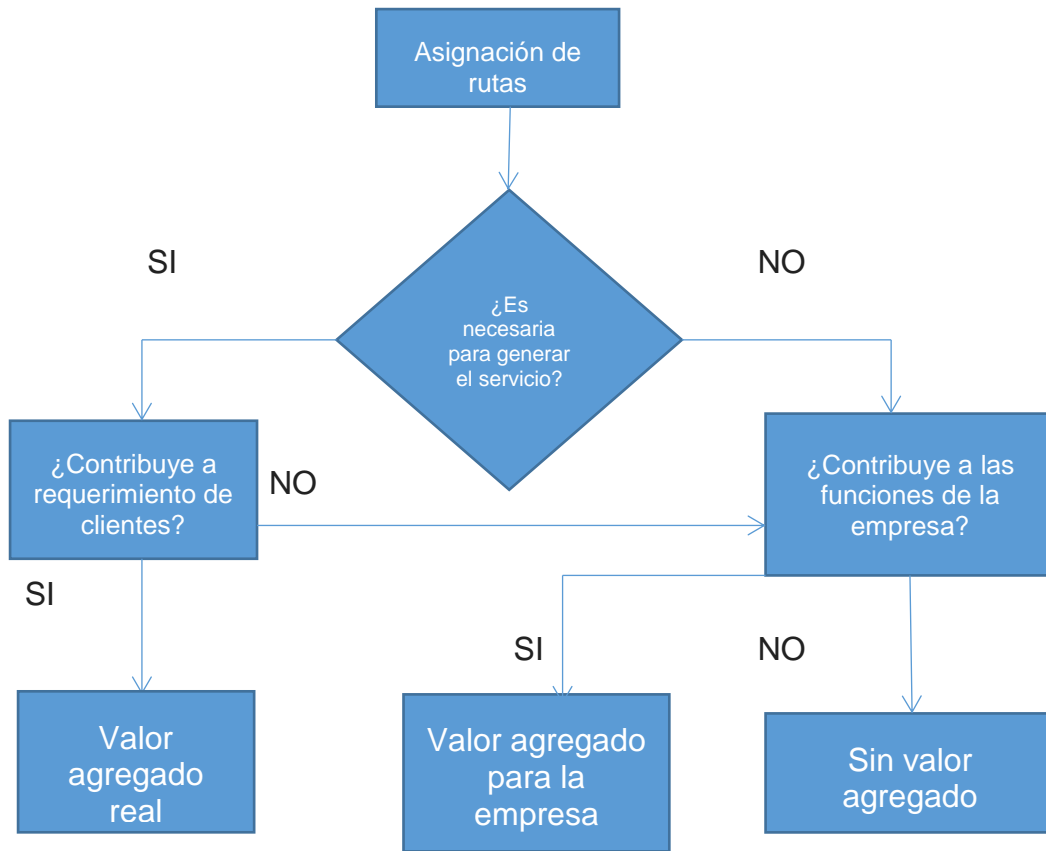 Asignación de
rutas
SI
NO
¿Es
necesaria
para generar
el servicio?
¿Contribuye a
requerimiento de
clientes?
NO
¿Contribuye a las
funciones de la
empresa?
SI
SI
NO
Valor
agregado
real
Valor agregado
para la
empresa
Sin valor
agregado